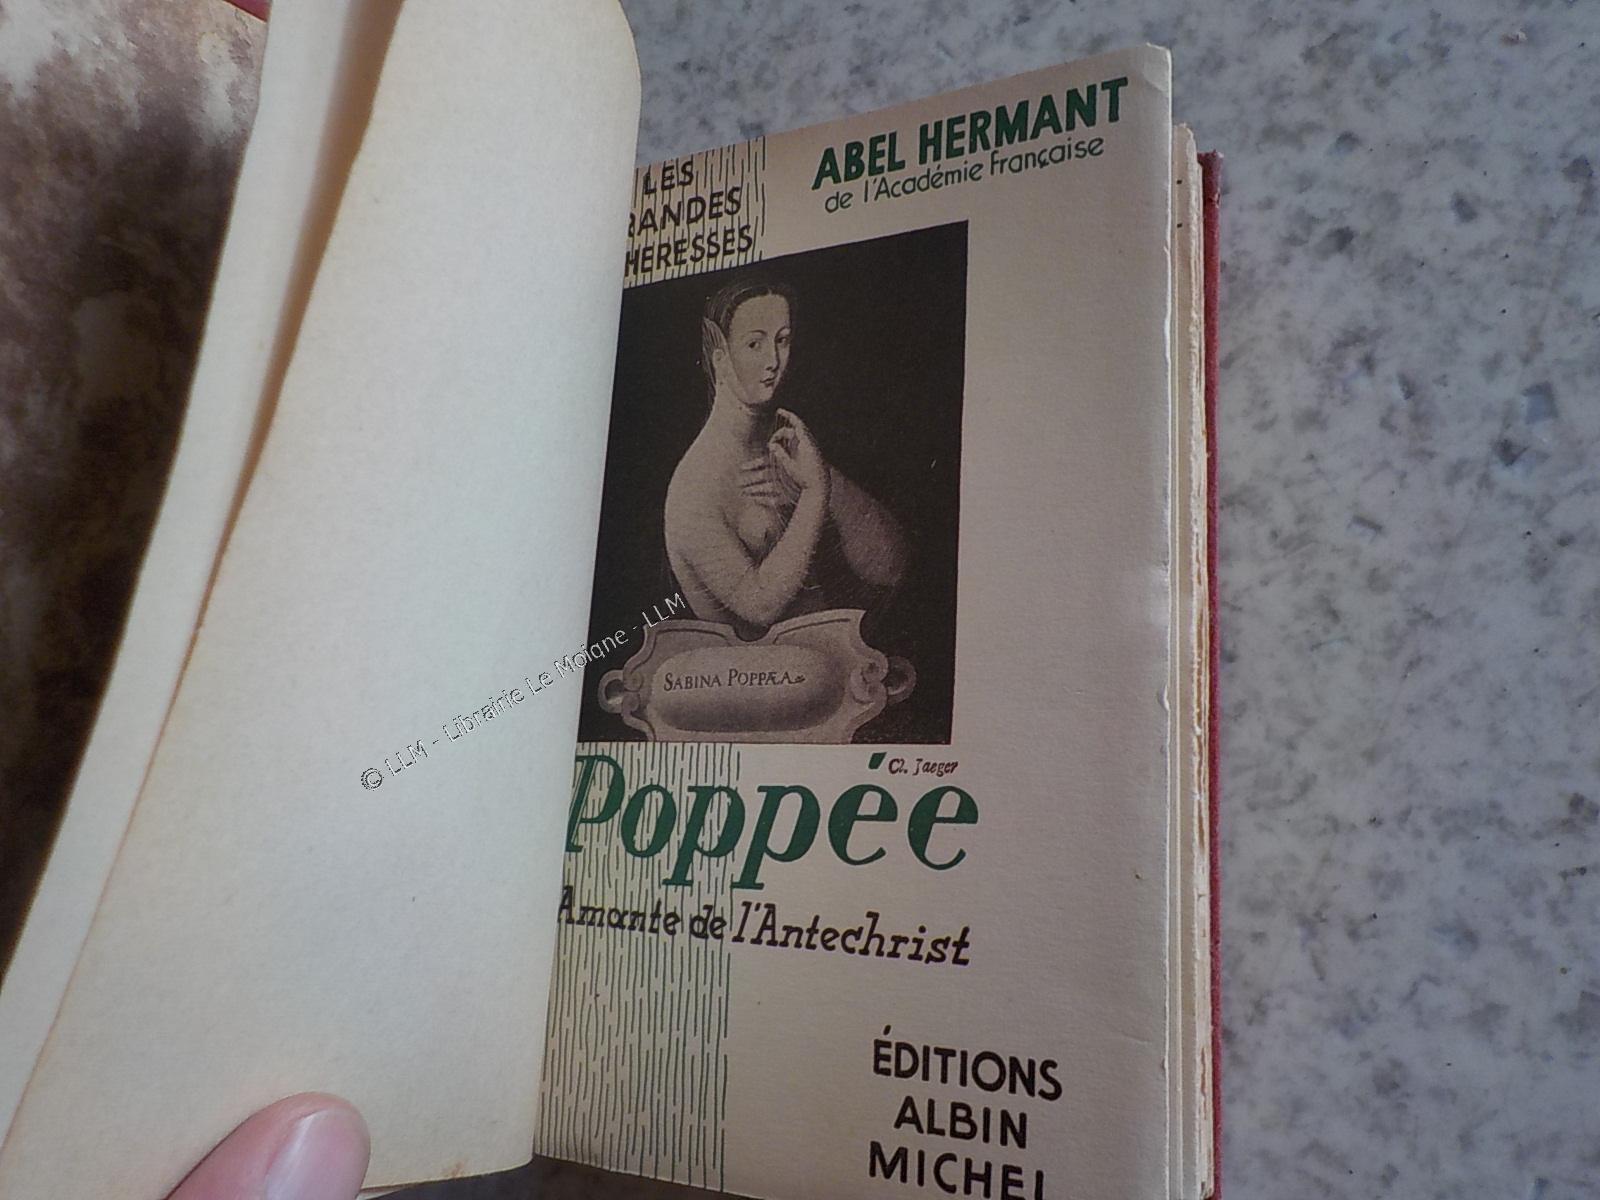 ABEL HERMANT
de l'Académie Française
LES
RANDES
HERESSES
SABINA POPPÆA
Cl. Jaeger
Poppée
Amante de l'Antechrist
ÉDITIONS
ALBIN
MICHEL
© LLM - Librairie Le Moigne - LLM